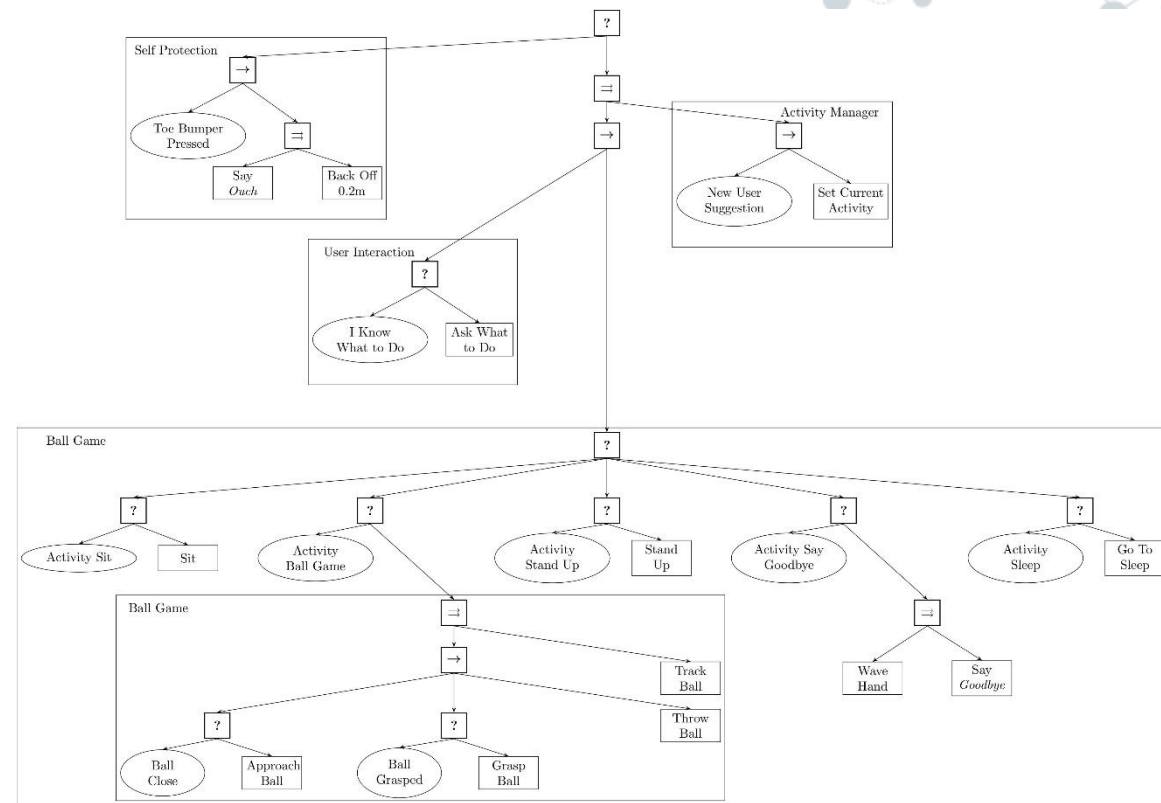 ?
Self Protection
→
⇉
Activity Manager
Toe Bumper
Pressed
⇉
→
→
Say
Ouch
Back Off
0.2m
New User
Suggestion
Set Current
Activity
User Interaction
?
I Know
What to Do
Ask What
to Do
Ball Game
?
?
?
?
?
?
Activity Sit
Sit
Activity
Ball Game
Activity
Stand Up
Stand
Up
Activity Say
Goodbye
Activity
Sleep
Go To
Sleep
Ball Game
⇉
⇉
→
Track
Ball
Wave
Hand
Say
Goodbye
?
?
Throw
Ball
Ball
Close
Approach
Ball
Ball
Grasped
Grasp
Ball